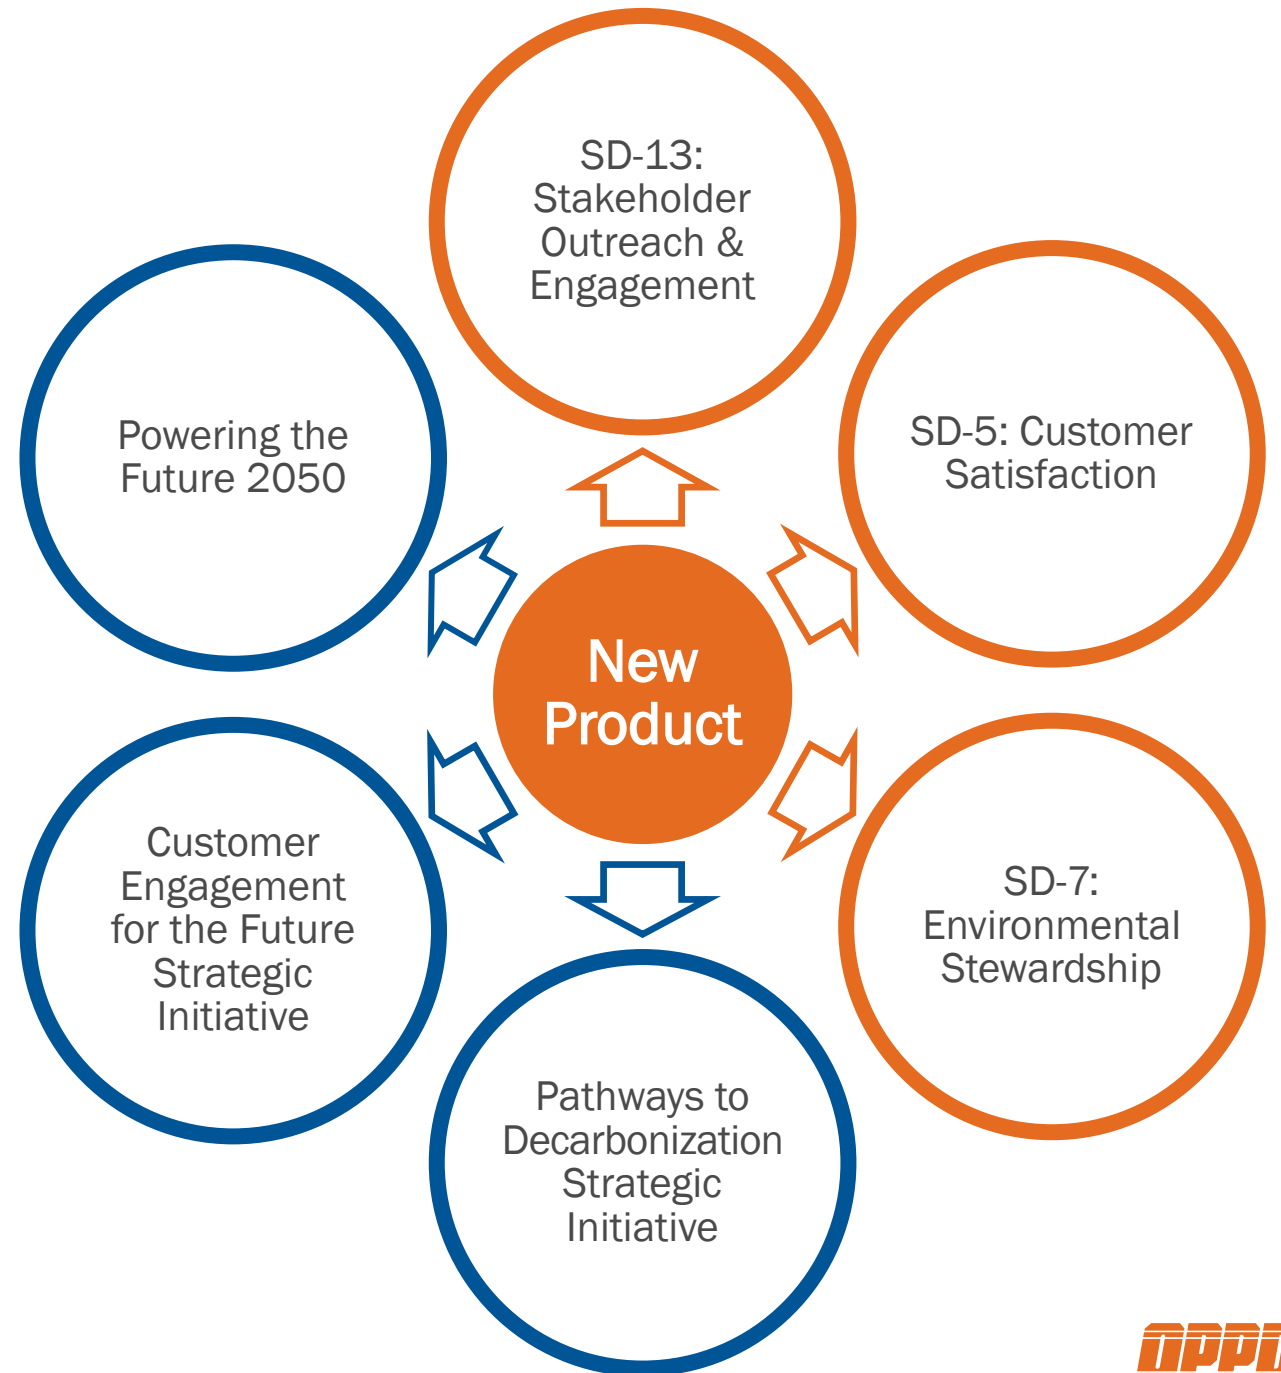 SD-13:
Stakeholder
Outreach &
Engagement
Powering the
Future 2050
SD-5: Customer
Satisfaction
New
Product
Customer
Engagement
for the Future
Strategic
Initiative
SD-7:
Environmental
Stewardship
Pathways to
Decarbonization
Strategic
Initiative